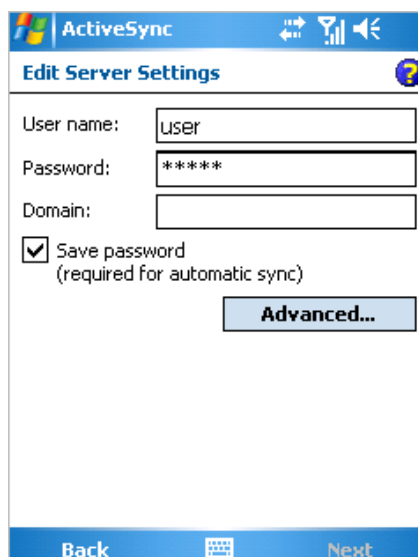 ActiveSync
Edit Server Settings
?
User name: user
Password: *****
Domain:
Save password
(required for automatic sync)
Advanced...
Back Next